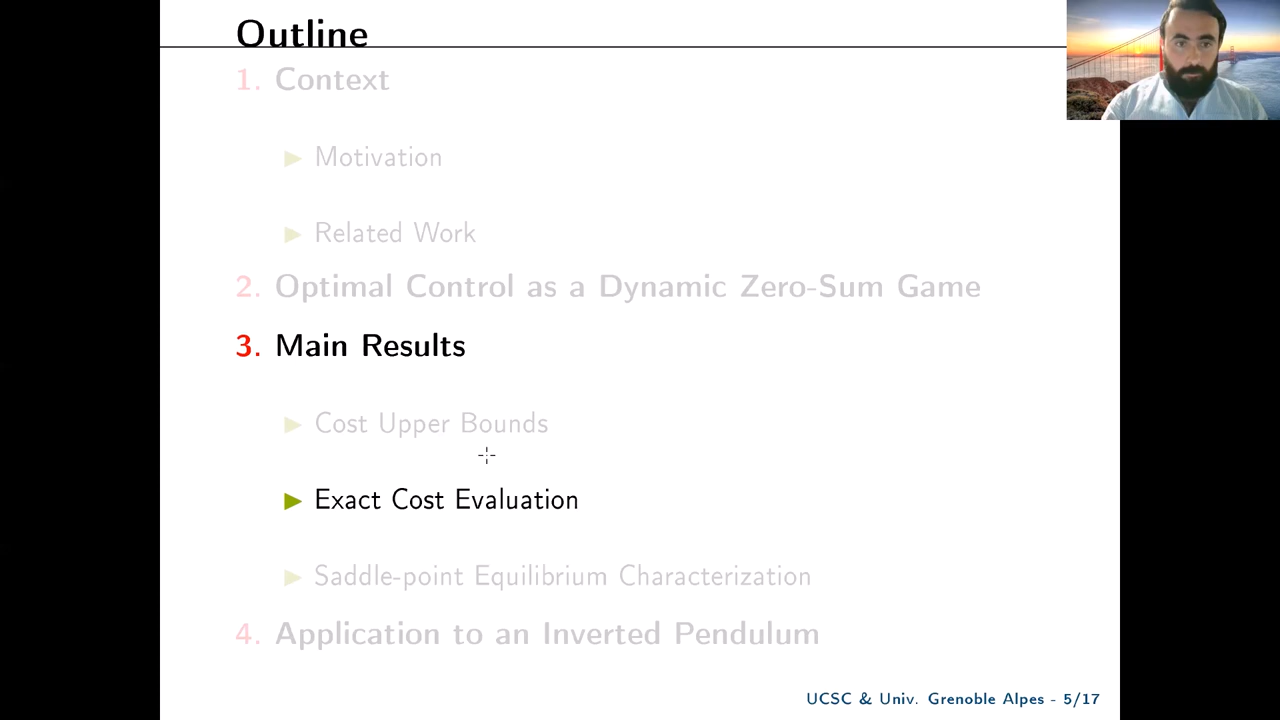 Outline
1. Context
▶ Motivation
▶ Related Work
2. Optimal Control as a Dynamic Zero-Sum Game
3. Main Results
▶ Cost Upper Bounds
▶ Exact Cost Evaluation
▶ Saddle-point Equilibrium Characterization
4. Application to an Inverted Pendulum
UCSC & Univ. Grenoble Alpes - 5/17